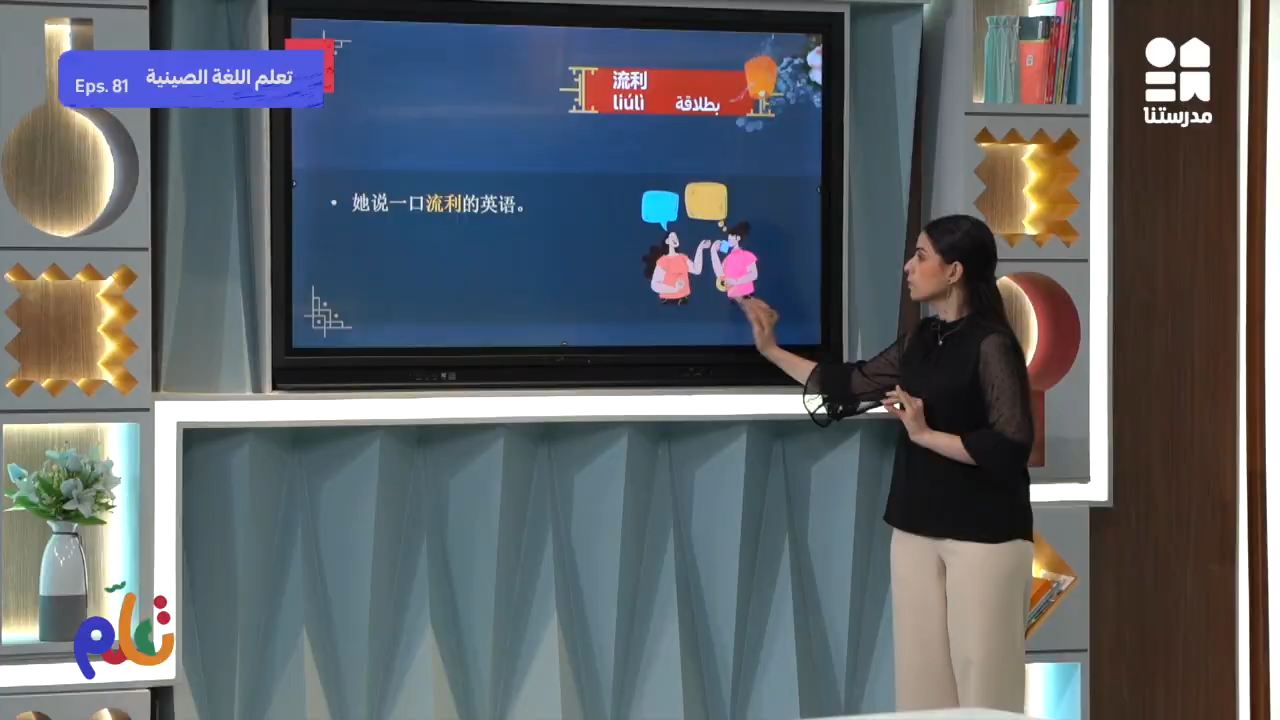 تعلم اللغة الصينية
Eps. 81
流利
liúlì
بطلاقة
• 她说一口流利的英语。
مدرستنا
تعلّم